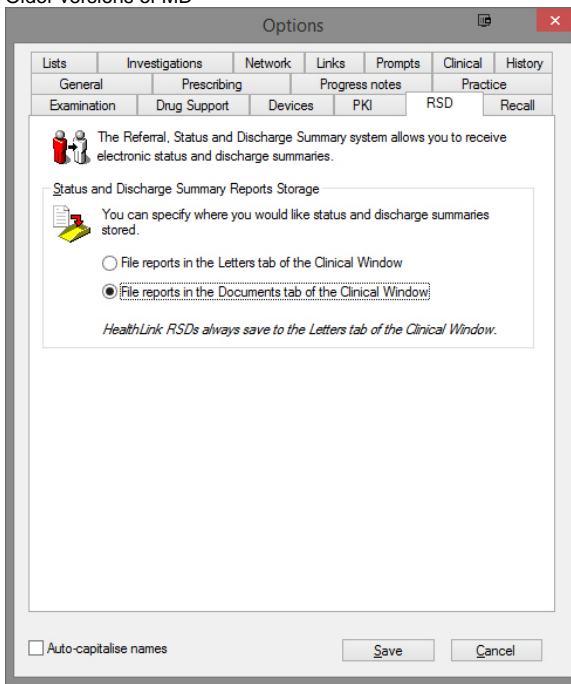 Older versions of MD
Options
Lists Investigations Network Links Prompts Clinical History
General Prescribing Progress notes Practice
Examination Drug Support Devices PKI RSD Recall
The Referral, Status and Discharge Summary system allows you to receive
electronic status and discharge summaries.
Status and Discharge Summary Reports Storage
You can specify where you would like status and discharge summaries
stored.
File reports in the Letters tab of the Clinical Window
File reports in the Documents tab of the Clinical Window
HealthLink RSDs always save to the Letters tab of the Clinical Window.
Auto-capitalise names Save Cancel